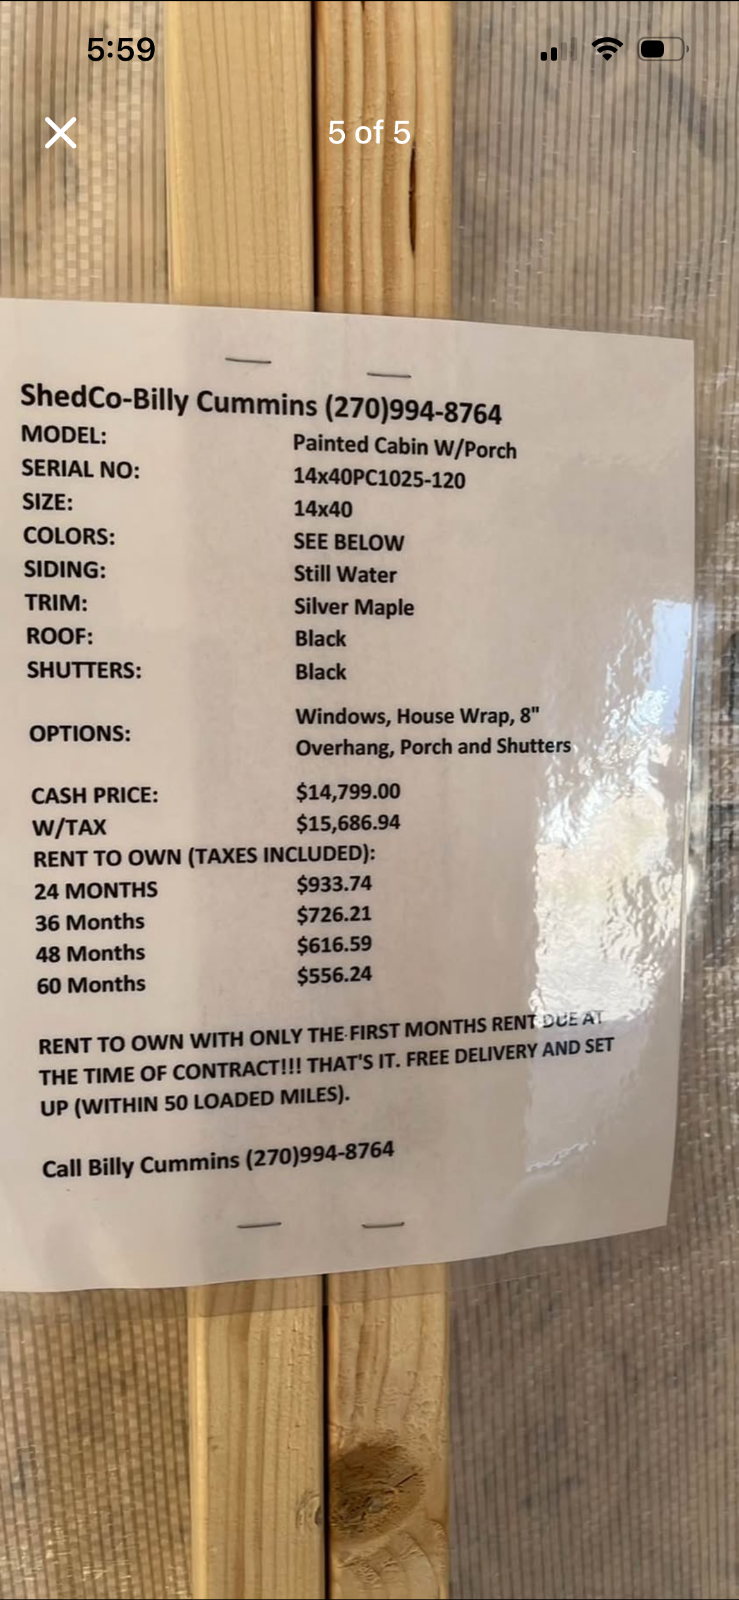 5:59
5 of 5
ShedCo-Billy Cummins (270)994-8764
MODEL: Painted Cabin W/Porch
SERIAL NO: 14x40PC1025-120
SIZE: 14x40
COLORS: SEE BELOW
SIDING: Still Water
TRIM: Silver Maple
ROOF: Black
SHUTTERS: Black
OPTIONS: Windows, House Wrap, 8"
Overhang, Porch and Shutters
CASH PRICE: $14,799.00
W/TAX $15,686.94
RENT TO OWN (TAXES INCLUDED):
24 MONTHS $933.74
36 Months $726.21
48 Months $616.59
60 Months $556.24
RENT TO OWN WITH ONLY THE FIRST MONTHS RENT DUE AT
THE TIME OF CONTRACT!!! THAT'S IT. FREE DELIVERY AND SET
UP (WITHIN 50 LOADED MILES).
Call Billy Cummins (270)994-8764